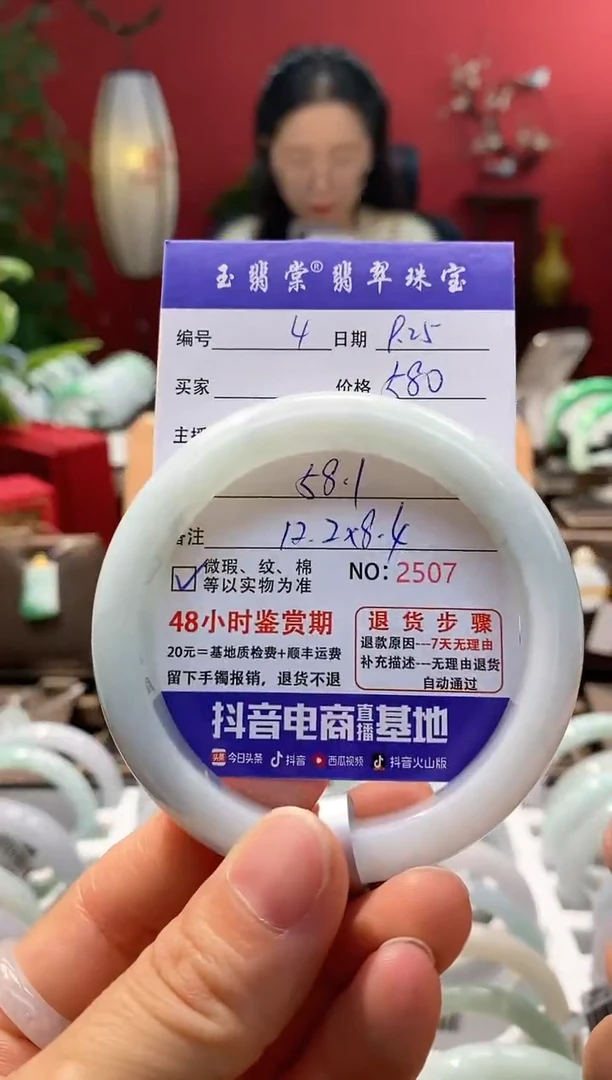 玉翡棠®翡翠珠宝
编号 4 日期 8.25
买家 价格 580
主播
58.1
备注 12.2x8.4
☑微瑕、纹、棉 NO: 2507
等以实物为准
48小时鉴赏期
20元=基地质检费+顺丰运费
留下手镯报销，退货不退
退货步骤
退款原因---7天无理由
补充描述---无理由退货
自动通过
抖音电商直播基地
头条 今日头条 抖音 西瓜视频 抖音火山版